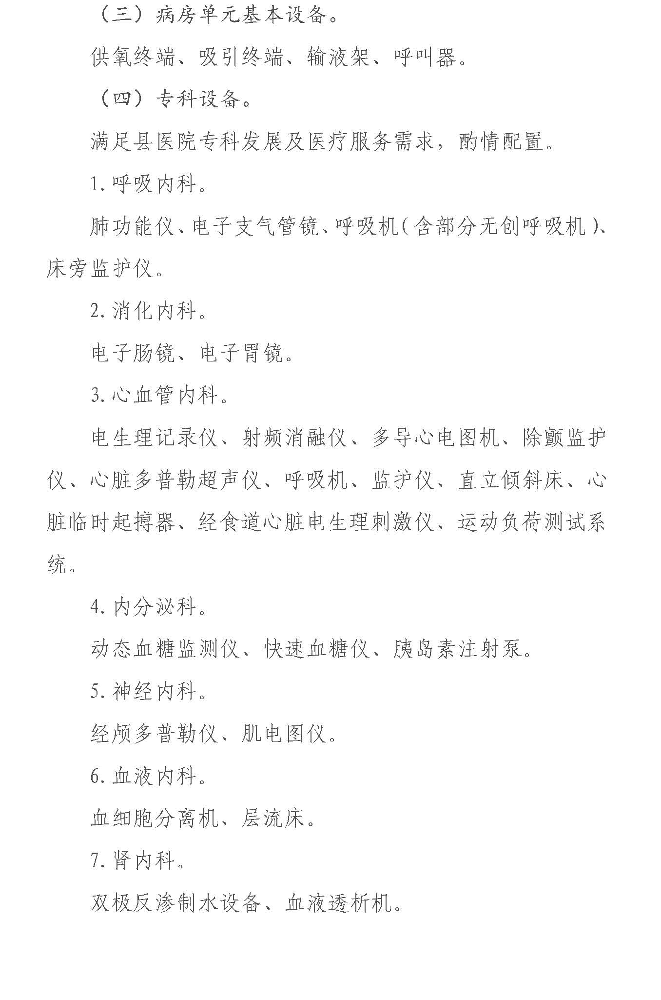 （三）病房单元基本设备。
供氧终端、吸引终端、输液架、呼叫器。
（四）专科设备。
满足县医院专科发展及医疗服务需求，酌情配置。
1.呼吸内科。
肺功能仪、电子支气管镜、呼吸机(含部分无创呼吸机)、
床旁监护仪。
2.消化内科。
电子肠镜、电子胃镜。
3.心血管内科。
电生理记录仪、射频消融仪、多导心电图机、除颤监护
仪、心脏多普勒超声仪、呼吸机、监护仪、直立倾斜床、心
脏临时起搏器、经食道心脏电生理刺激仪、运动负荷测试系
统。
4.内分泌科。
动态血糖监测仪、快速血糖仪、胰岛素注射泵。
5.神经内科。
经颅多普勒仪、肌电图仪。
6.血液内科。
血细胞分离机、层流床。
7.肾内科。
双极反渗制水设备、血液透析机。